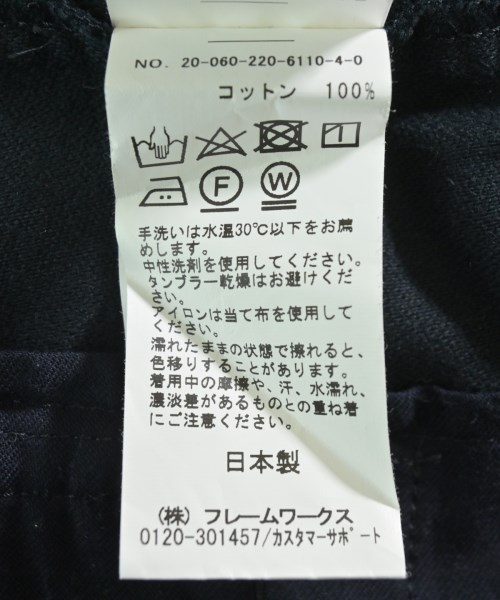 NO. 20-060-220-6110-4-0
コットン 100%
F W
手洗いは水温30℃以下をお薦
めします。
中性洗剤を使用してください。
タンブラー乾燥はお避けくだ
さい。
アイロンは当て布を使用して
ください。
濡れたままの状態で擦れると、
色移りすることがあります。
着用中の摩擦や、汗、水濡れ、
濃淡差があるものとの重ね着
にご注意ください。
日本製
(株) フレームワークス
0120-301457/カスタマーサポート